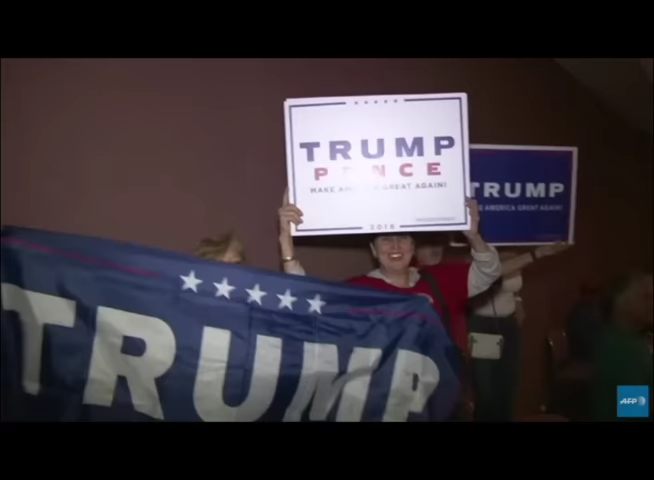 TRUMP
PENCE
MAKE AMERICA GREAT AGAIN!
2016
TRUMP
MAKE AMERICA GREAT AGAIN!
TRUMP
AFP